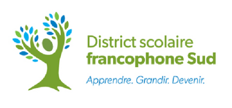 District scolaire
francophone Sud
Apprendre. Grandir. Devenir.